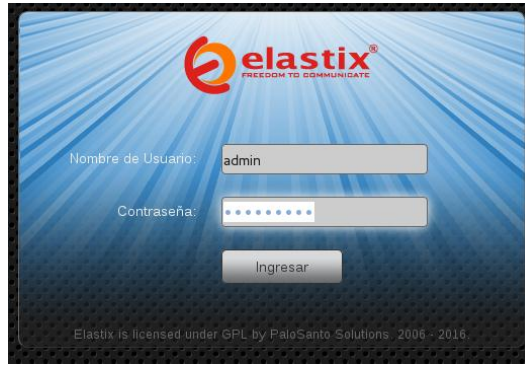 elastix®
FREEDOM TO COMMUNICATE
Nombre de Usuario: admin
Contraseña: •••••••••
Ingresar
Elastix is licensed under GPL by PaloSanto Solutions. 2006 - 2016.